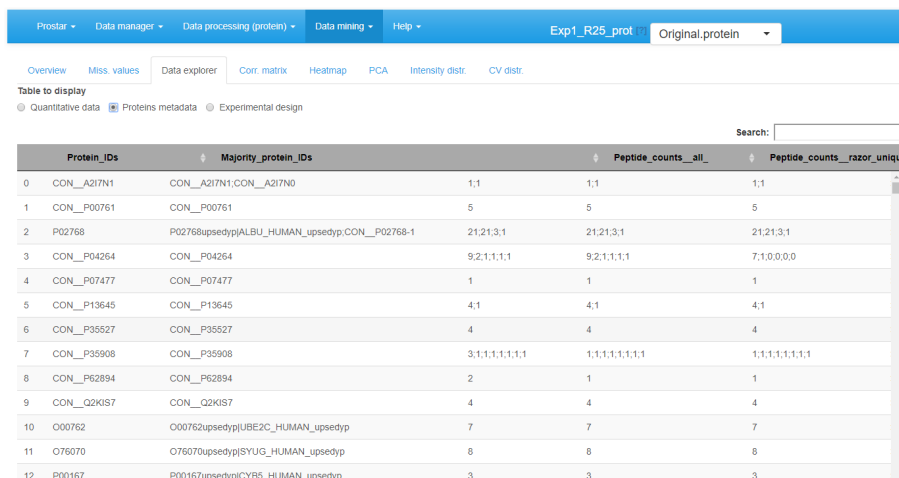 Prostar Data manager Data processing (protein) Data mining Help Exp1_R25_prot [?] Original.protein
Overview Miss. values Data explorer Corr. matrix Heatmap PCA Intensity distr. CV distr.
Table to display
Quantitative data Proteins metadata Experimental design
Search:
Protein_IDs Majority_protein_IDs Peptide_counts__all_ Peptide_counts__razor_uniqu
0 CON__A2I7N1 CON__A2I7N1;CON__A2I7N0 1;1 1;1 1;1
1 CON__P00761 CON__P00761 5 5 5
2 P02768 P02768upsedyp|ALBU_HUMAN_upsedyp;CON__P02768-1 21;21;3;1 21;21;3;1 21;21;3;1
3 CON__P04264 CON__P04264 9;2;1;1;1;1 9;2;1;1;1;1 7;1;0;0;0;0
4 CON__P07477 CON__P07477 1 1 1
5 CON__P13645 CON__P13645 4;1 4;1 4;1
6 CON__P35527 CON__P35527 4 4 4
7 CON__P35908 CON__P35908 3;1;1;1;1;1;1;1 1;1;1;1;1;1;1;1 1;1;1;1;1;1;1;1
8 CON__P62894 CON__P62894 2 1 1
9 CON__Q2KIS7 CON__Q2KIS7 4 4 4
10 O00762 O00762upsedyp|UBE2C_HUMAN_upsedyp 7 7 7
11 O76070 O76070upsedyp|SYUG_HUMAN_upsedyp 8 8 8
12 P00167 P00167upsedyp|CYB5_HUMAN_upsedyp 3 3 3